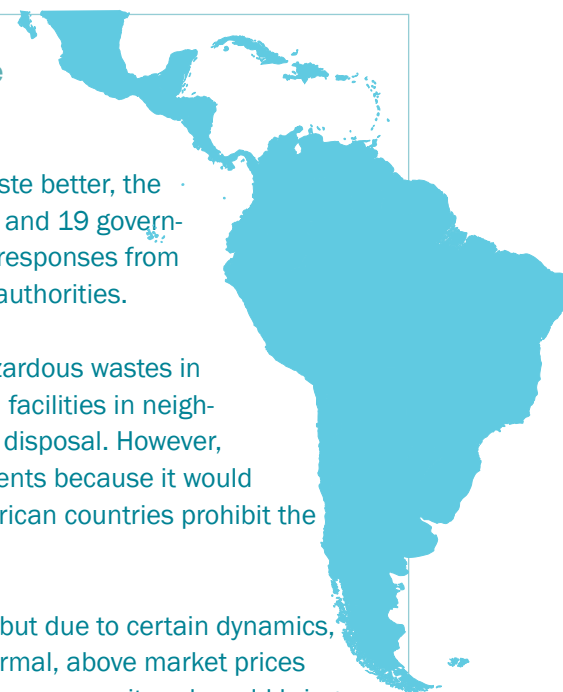 ste better, the
and 19 govern-
responses from
authorities.
zardous wastes in
facilities in neigh-
disposal. However,
ents because it would
rican countries prohibit the
but due to certain dynamics,
rmal, above market prices